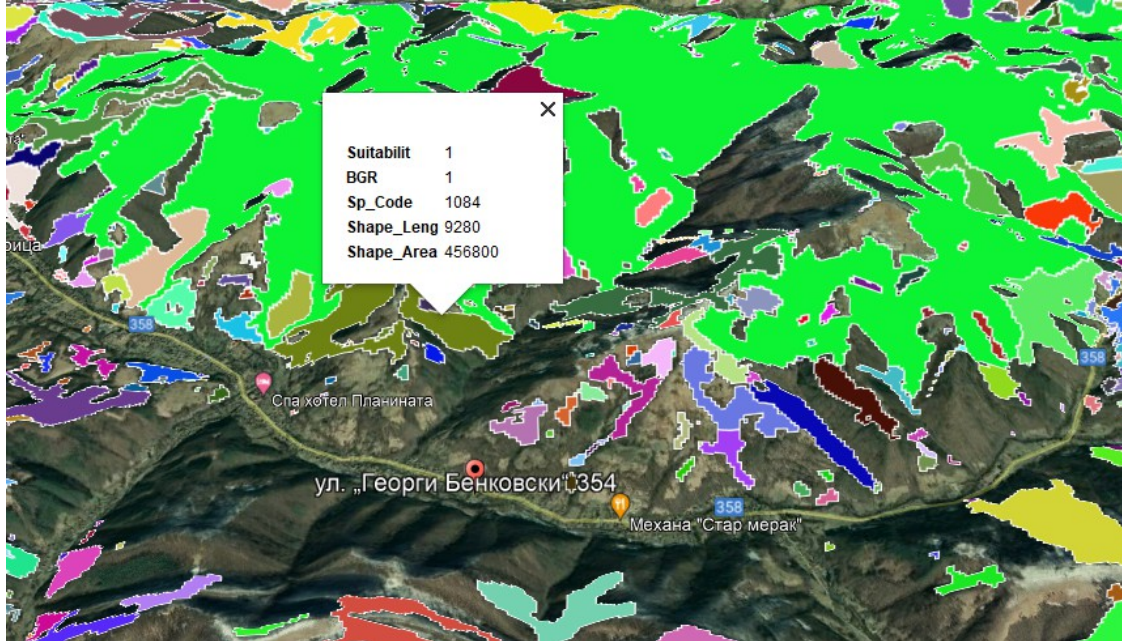 ×
Suitabilit 1
BGR 1
Sp_Code 1084
Shape_Leng 9280
Shape_Area 456800
рица
358
358
Спа хотел Планината
ул. „Георги Бенковски“ 354
358
Механа "Стар мерак"